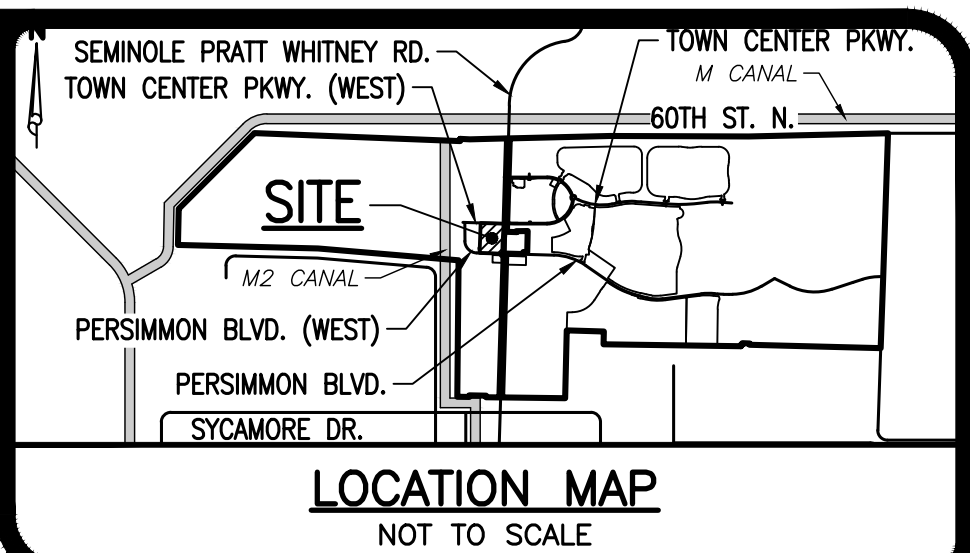 N
SEMINOLE PRATT WHITNEY RD.
TOWN CENTER PKWY.
TOWN CENTER PKWY. (WEST)
M CANAL
60TH ST. N.
SITE
M2 CANAL
PERSIMMON BLVD. (WEST)
PERSIMMON BLVD.
SYCAMORE DR.
LOCATION MAP
NOT TO SCALE